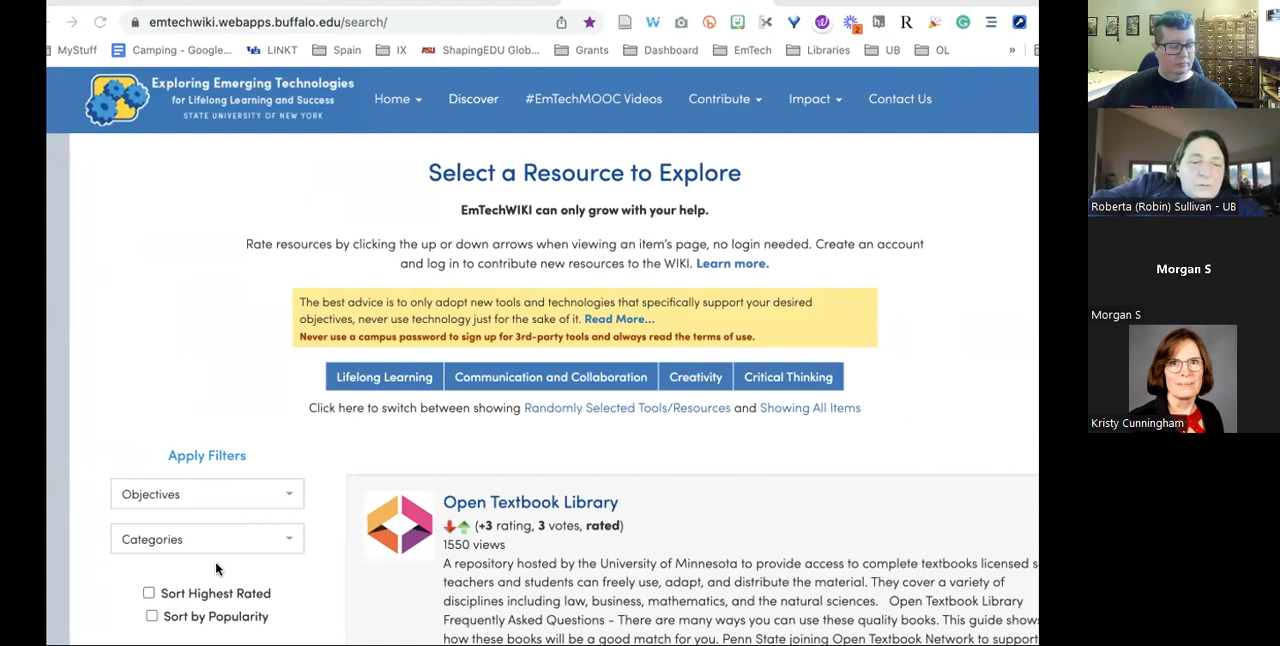 emtechwiki.webapps.buffalo.edu/search/
MyStuff
Camping - Google...
LINKT
Spain
IX
ShapingEDU Glob...
Grants
Dashboard
EmTech
Libraries
UB
OL
»
Exploring Emerging Technologies
for Lifelong Learning and Success
STATE UNIVERSITY OF NEW YORK
Home
Discover
#EmTechMOOC Videos
Contribute
Impact
Contact Us
Select a Resource to Explore
EmTechWIKI can only grow with your help.
Rate resources by clicking the up or down arrows when viewing an item's page, no login needed. Create an account
and log in to contribute new resources to the WIKI. Learn more.
The best advice is to only adopt new tools and technologies that specifically support your desired
objectives, never use technology just for the sake of it. Read More...
Never use a campus password to sign up for 3rd-party tools and always read the terms of use.
Lifelong Learning
Communication and Collaboration
Creativity
Critical Thinking
Click here to switch between showing Randomly Selected Tools/Resources and Showing All Items
Apply Filters
Objectives
Categories
Sort Highest Rated
Sort by Popularity
Open Textbook Library
(+3 rating, 3 votes, rated)
1550 views
A repository hosted by the University of Minnesota to provide access to complete textbooks licensed s
teachers and students can freely use, adapt, and distribute the material. They cover a variety of
disciplines including law, business, mathematics, and the natural sciences. Open Textbook Library
Frequently Asked Questions - There are many ways you can use these quality books. This guide shows
how these books will be a good match for you. Penn State joining Open Textbook Network to support
Roberta (Robin) Sullivan - UB
Morgan S
Morgan S
Kristy Cunningham